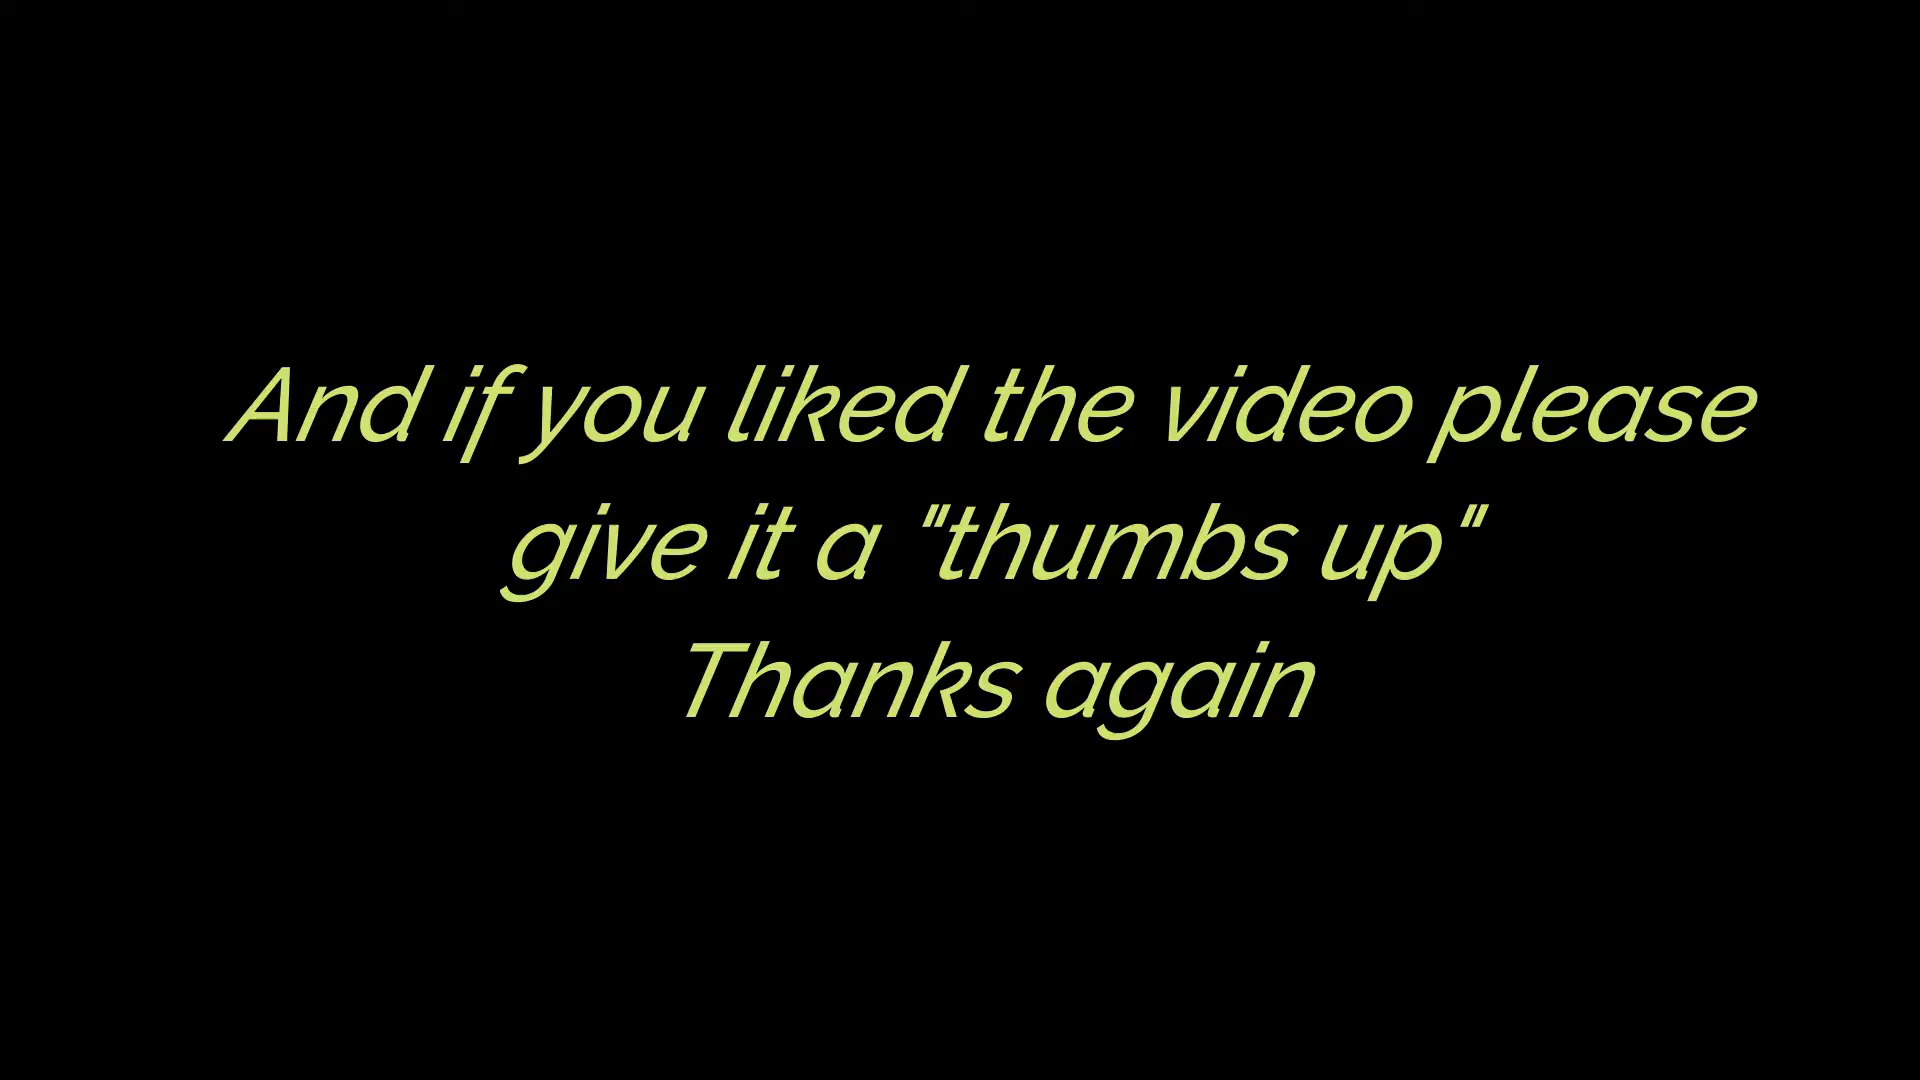 And if you liked the video please
give it a "thumbs up"
Thanks again